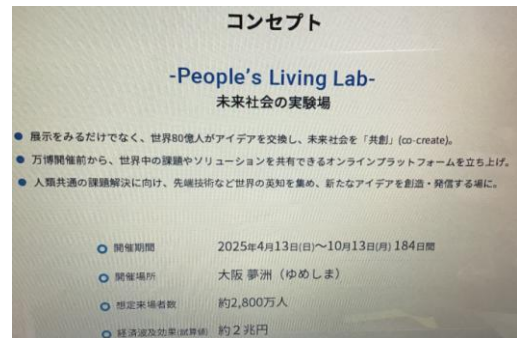 コンセプト
-People's Living Lab-
未来社会の実験場
● 展示をみるだけでなく、世界80億人がアイデアを交換し、未来社会を「共創」(co-create)。
● 万博開催前から、世界中の課題やソリューションを共有できるオンラインプラットフォームを立ち上げ。
● 人類共通の課題解決に向け、先端技術など世界の英知を集め、新たなアイデアを創造・発信する場に。
開催期間 2025年4月13日(日)～10月13日(月) 184日間
開催場所 大阪 夢洲（ゆめしま）
想定来場者数 約2,800万人
経済波及効果(試算値) 約２兆円